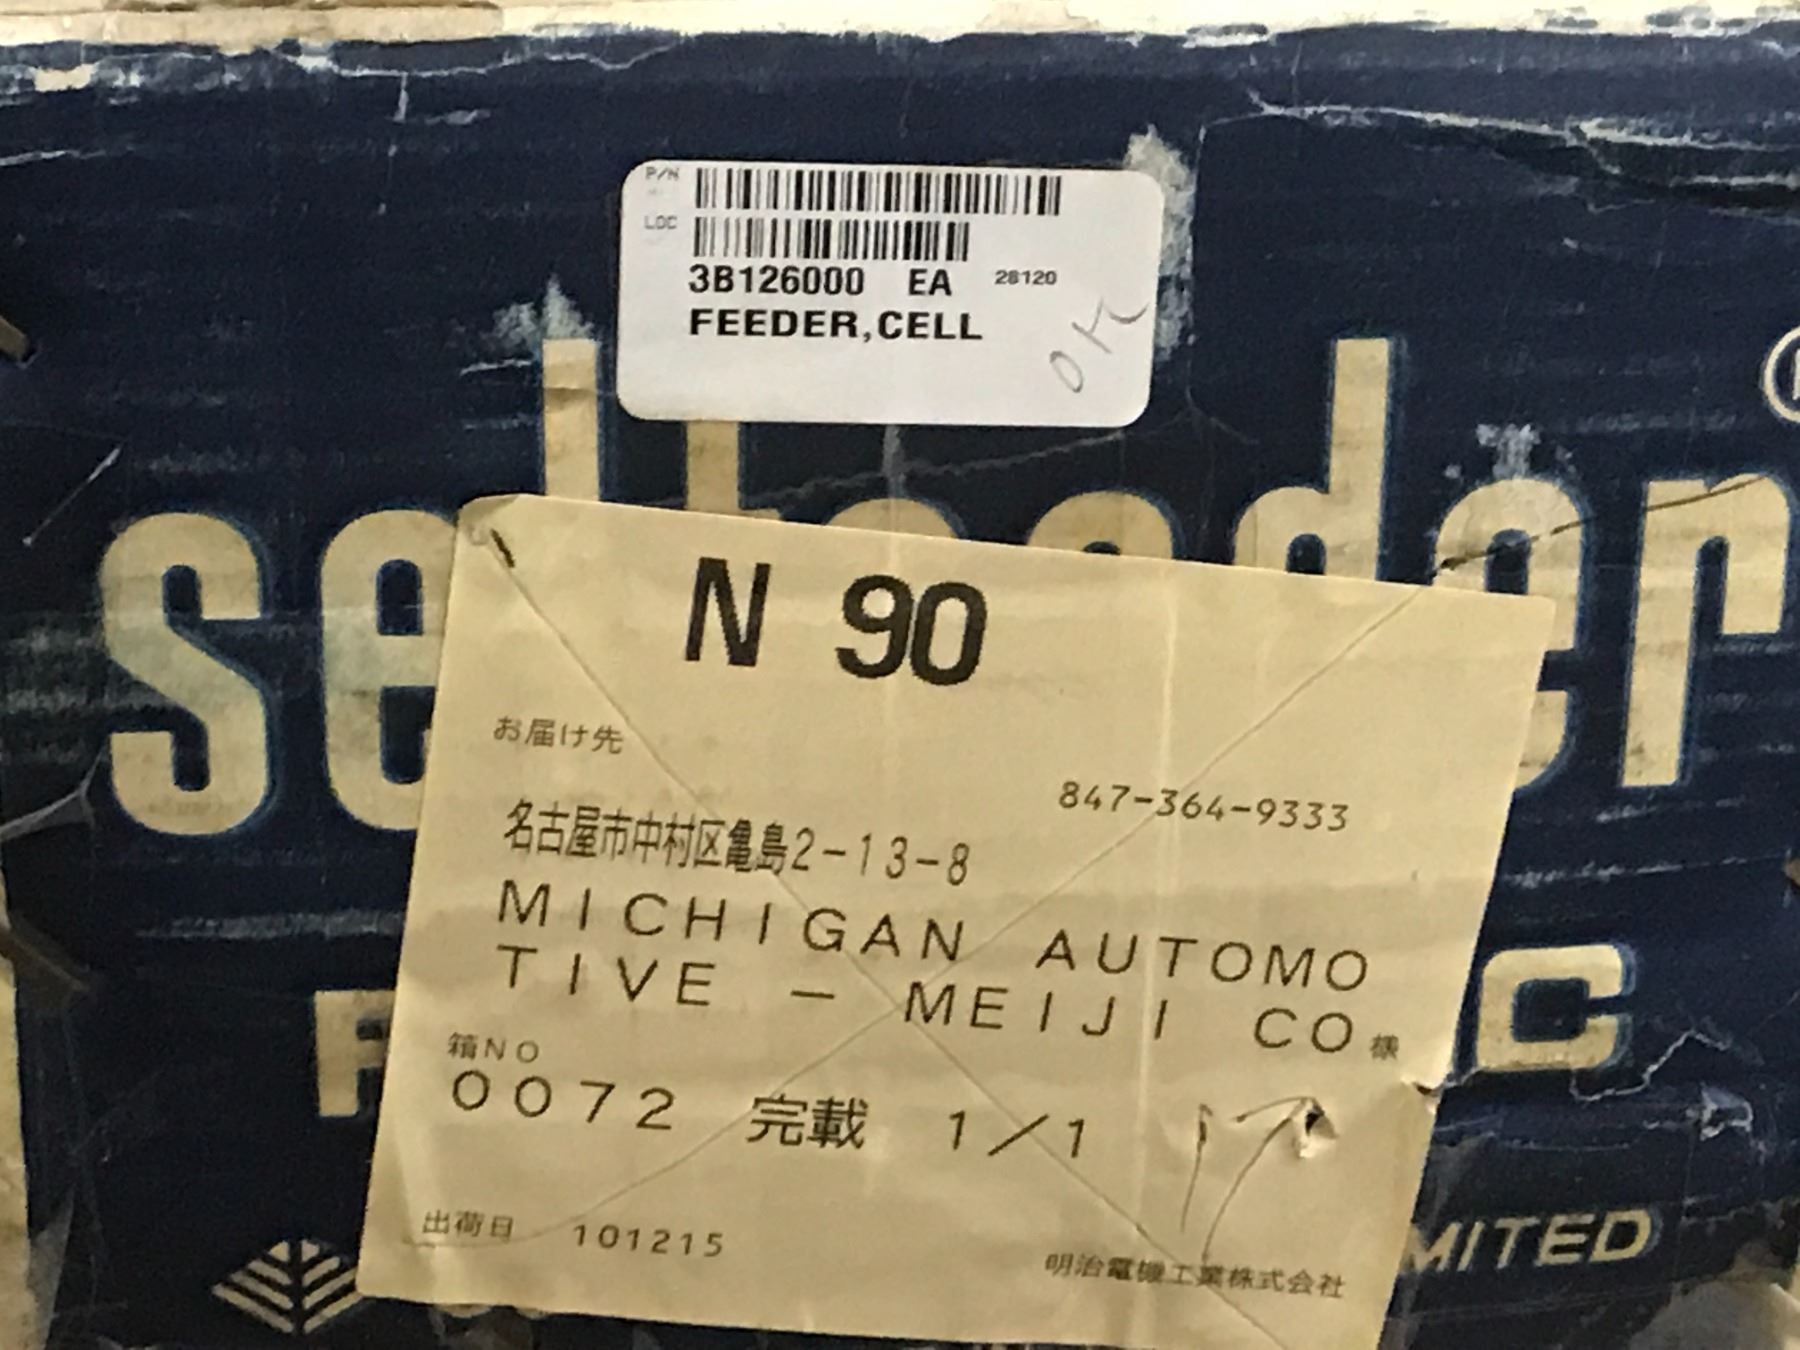 P/N
LOC
3B126000 EA 28120
FEEDER,CELL
OK
N 90
お届け先
847-364-9333
名古屋市中村区亀島2-13-8
MICHIGAN AUTOMO
TIVE － MEIJI CO 様
箱NO
0072 完載 1／1
出荷日 101215
明治電機工業株式会社